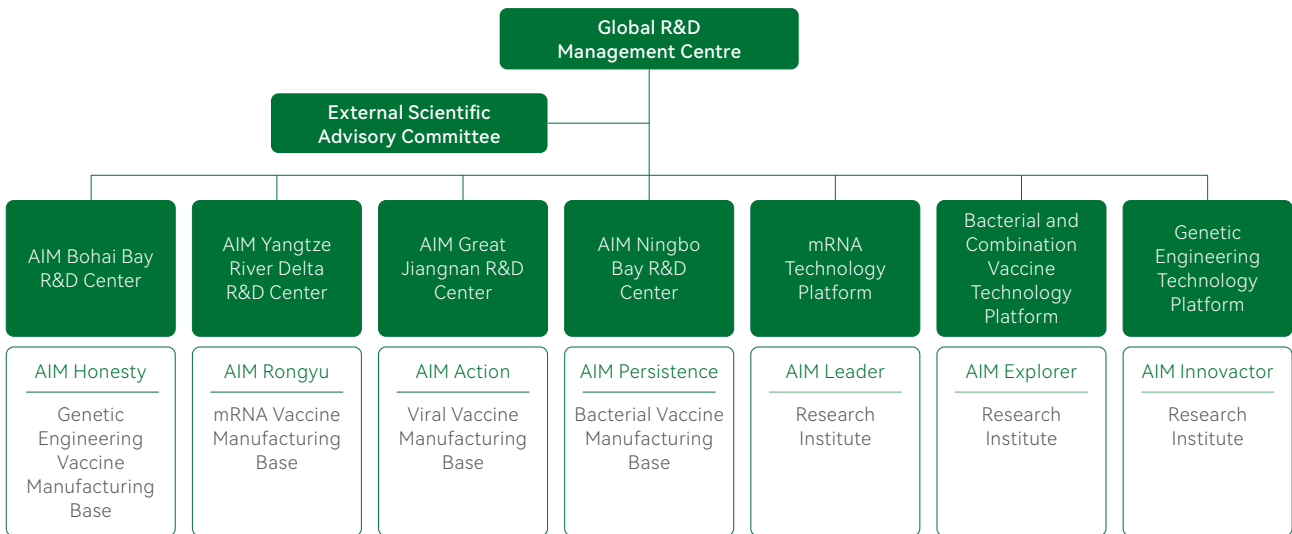 Global R&D
Management Centre
External Scientific
Advisory Committee
AIM Bohai Bay
R&D Center
AIM Yangtze
River Delta
R&D Center
AIM Great
Jiangnan R&D
Center
AIM Ningbo
Bay R&D
Center
mRNA
Technology
Platform
Bacterial and
Combination
Vaccine
Technology
Platform
Genetic
Engineering
Technology
Platform
AIM Honesty
Genetic
Engineering
Vaccine
Manufacturing
Base
AIM Rongyu
mRNA Vaccine
Manufacturing
Base
AIM Action
Viral Vaccine
Manufacturing
Base
AIM Persistence
Bacterial Vaccine
Manufacturing
Base
AIM Leader
Research
Institute
AIM Explorer
Research
Institute
AIM Innovactor
Research
Institute